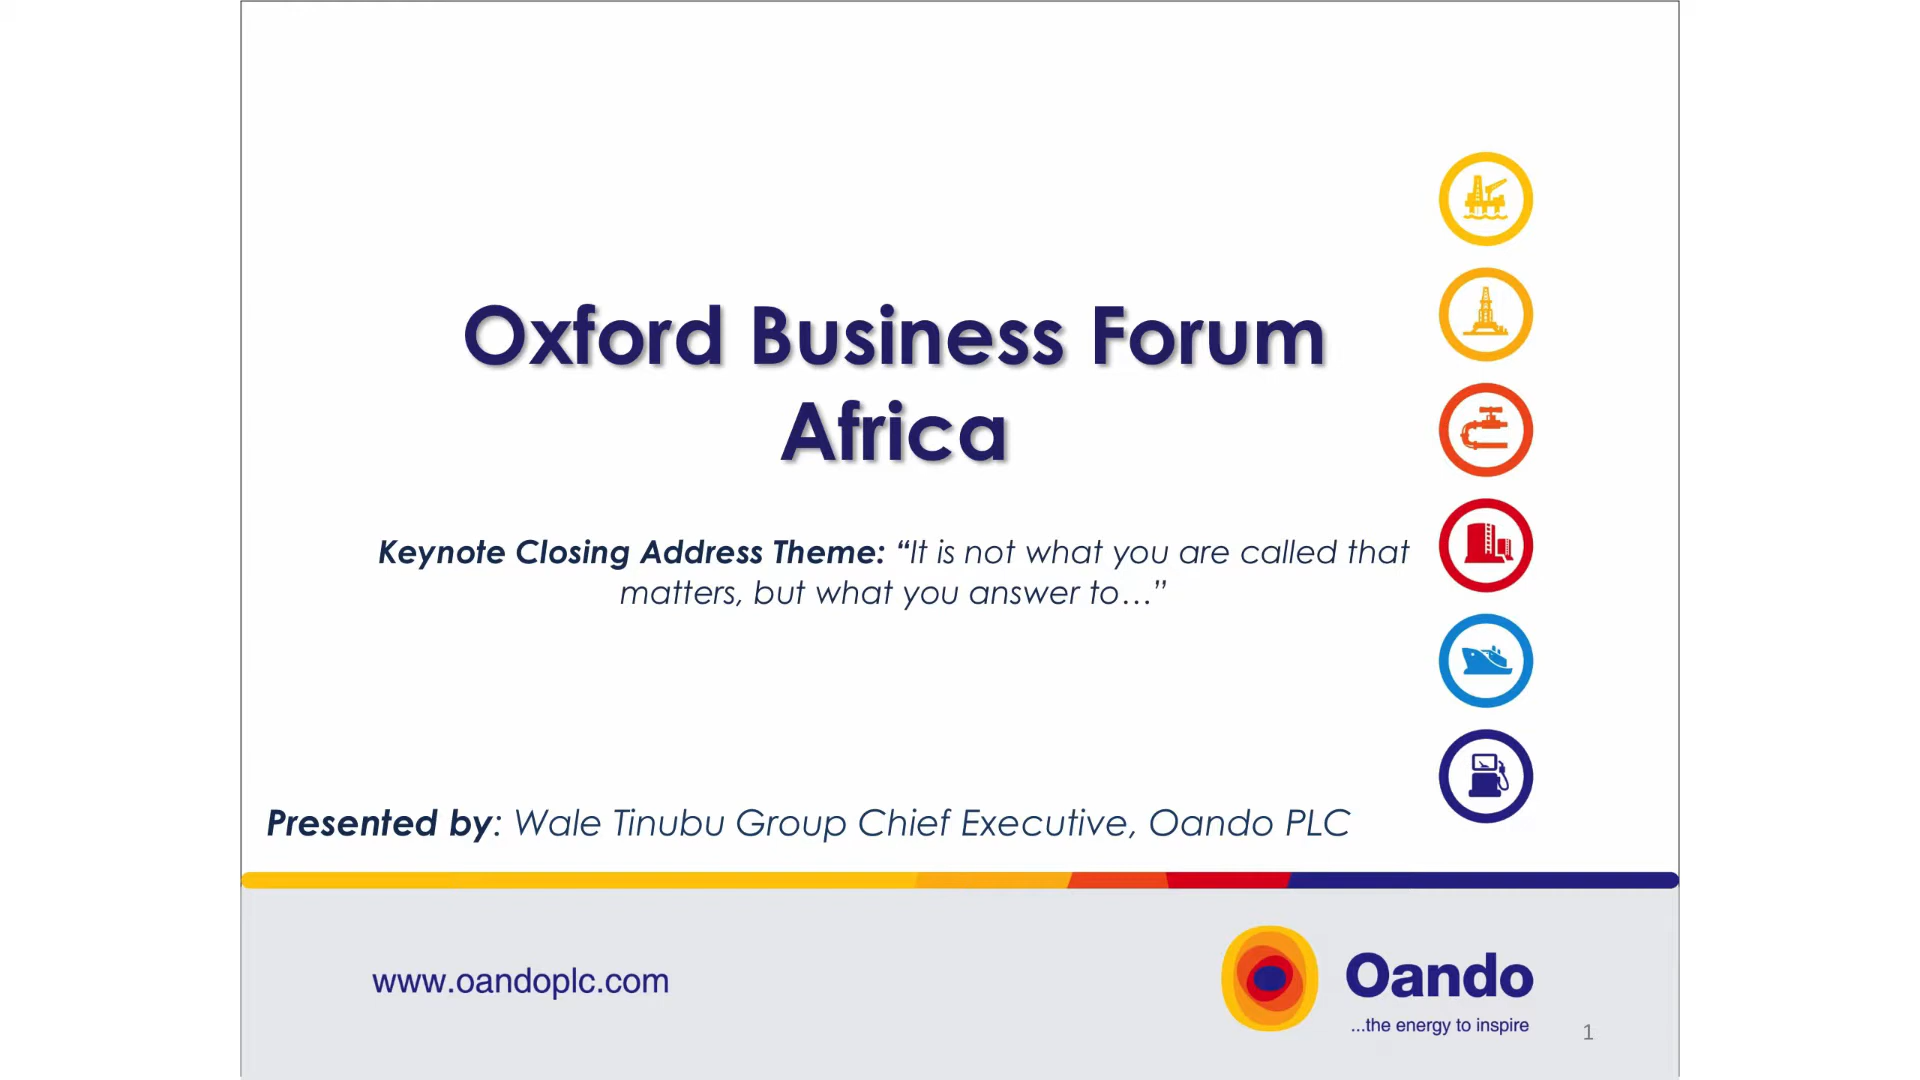 Oxford Business Forum
Africa
Keynote Closing Address Theme: “It is not what you are called that
matters, but what you answer to…”
Presented by: Wale Tinubu Group Chief Executive, Oando PLC
www.oandoplc.com
Oando
...the energy to inspire
1